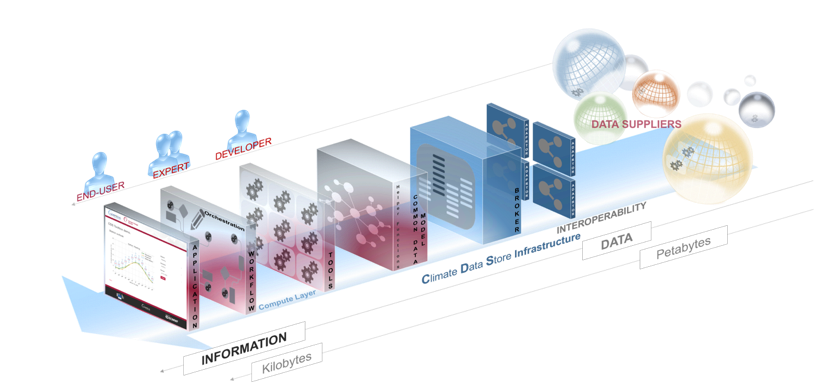 DATA SUPPLIERS
DEVELOPER
EXPERT
END-USER
Orchestration
APPLICATION
WORKFLOW
TOOLS
COMMON DATA
MODEL
BROKER
INTEROPERABILITY
Compute Layer
Climate Data Store Infrastructure
DATA
Petabytes
INFORMATION
Kilobytes